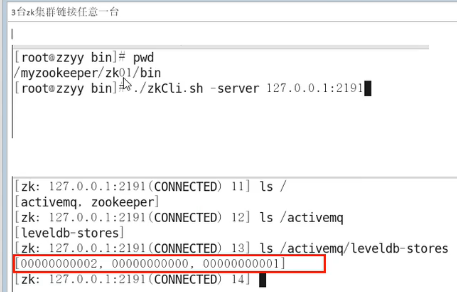 3台zk集群链接任意一台
[root@zzyy bin]# pwd
/myzookeeper/zk01/bin
[root@zzyy bin]# ./zkCli.sh -server 127.0.0.1:2191
[zk: 127.0.0.1:2191(CONNECTED) 11] ls /
[activemq, zookeeper]
[zk: 127.0.0.1:2191(CONNECTED) 12] ls /activemq
[leveldb-stores]
[zk: 127.0.0.1:2191(CONNECTED) 13] ls /activemq/leveldb-stores
[00000000002, 00000000000, 00000000001]
[zk: 127.0.0.1:2191(CONNECTED) 14]